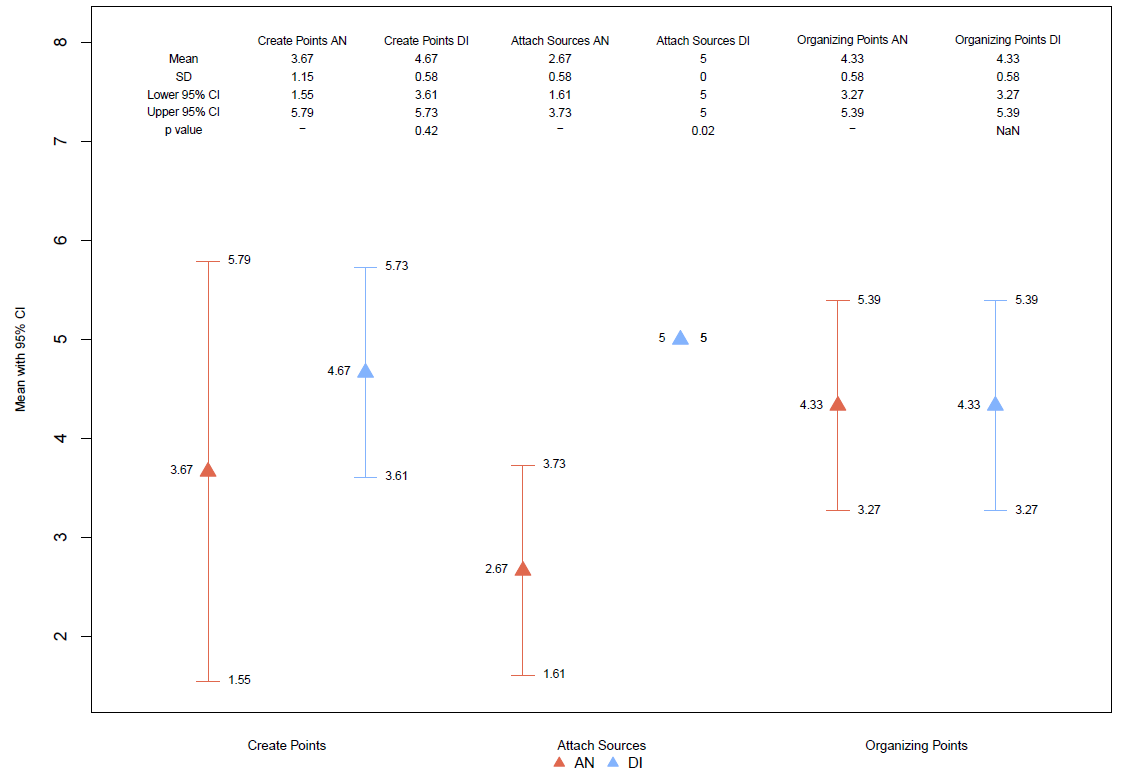 Create Points AN Create Points DI Attach Sources AN Attach Sources DI Organizing Points AN Organizing Points DI
Mean 3.67 4.67 2.67 5 4.33 4.33
SD 1.15 0.58 0.58 0 0.58 0.58
Lower 95% CI 1.55 3.61 1.61 5 3.27 3.27
Upper 95% CI 5.79 5.73 3.73 5 5.39 5.39
p value – 0.42 – 0.02 – NaN
8
7
6
5
4
3
2
Mean with 95% CI
5.79
3.67
1.55
5.73
4.67
3.61
3.73
2.67
1.61
5 5
5.39
4.33
3.27
5.39
4.33
3.27
Create Points Attach Sources Organizing Points
AN DI